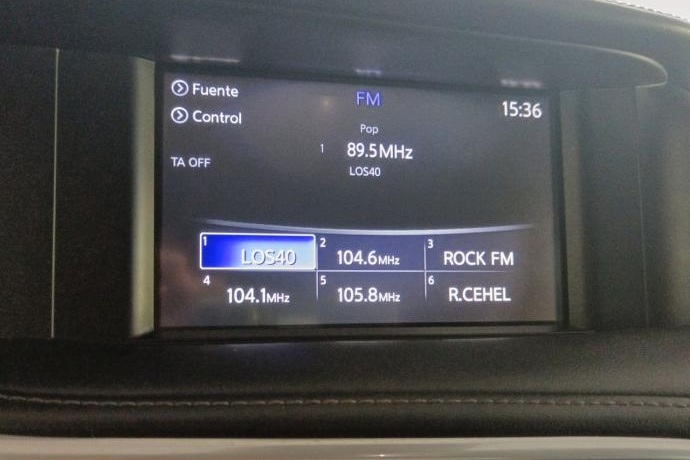 Fuente
FM
15:36
Control
Pop
1 89.5MHz
TA OFF
LOS40
1 LOS40
2 104.6MHz
3 ROCK FM
4 104.1MHz
5 105.8MHz
6 R.CEHEL